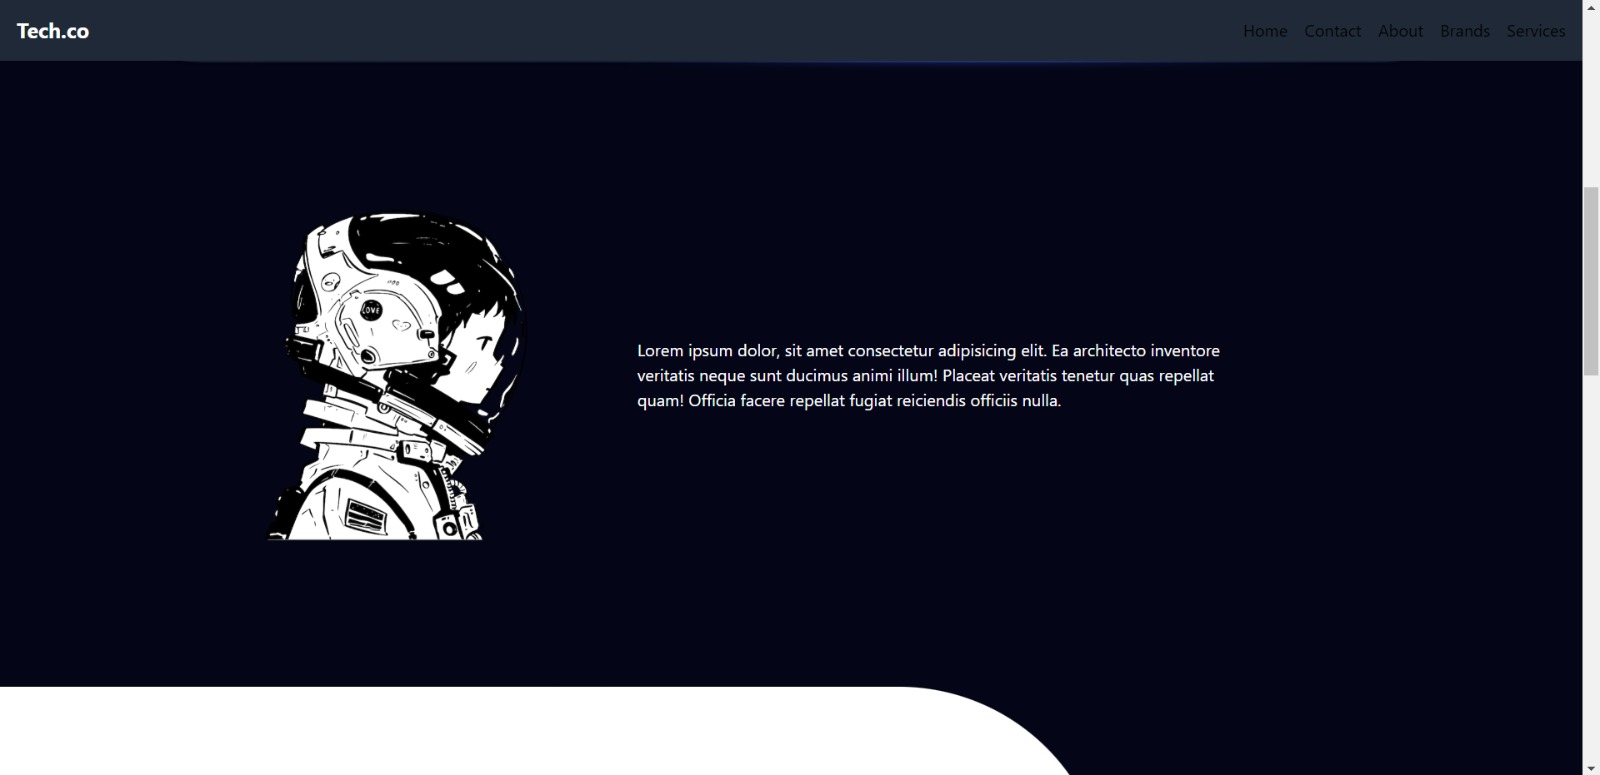 Tech.co
Home Contact About Brands Services
LOVE
Lorem ipsum dolor, sit amet consectetur adipisicing elit. Ea architecto inventore
veritatis neque sunt ducimus animi illum! Placeat veritatis tenetur quas repellat
quam! Officia facere repellat fugiat reiciendis officiis nulla.